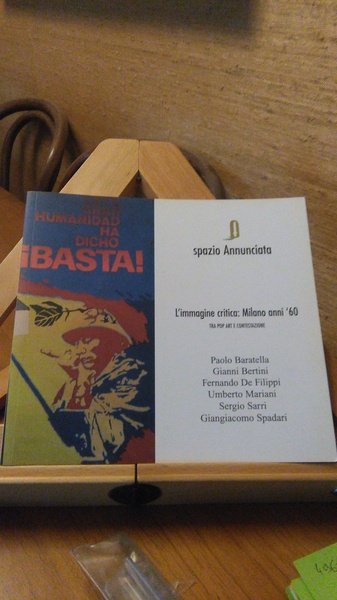 HUMANIDAD
HA
DICHO
¡BASTA!
spazio Annunciata
L'immagine critica: Milano anni '60
TRA POP ART E CONTESTAZIONE
Paolo Baratella
Gianni Bertini
Fernando De Filippi
Umberto Mariani
Sergio Sarri
Giangiacomo Spadari